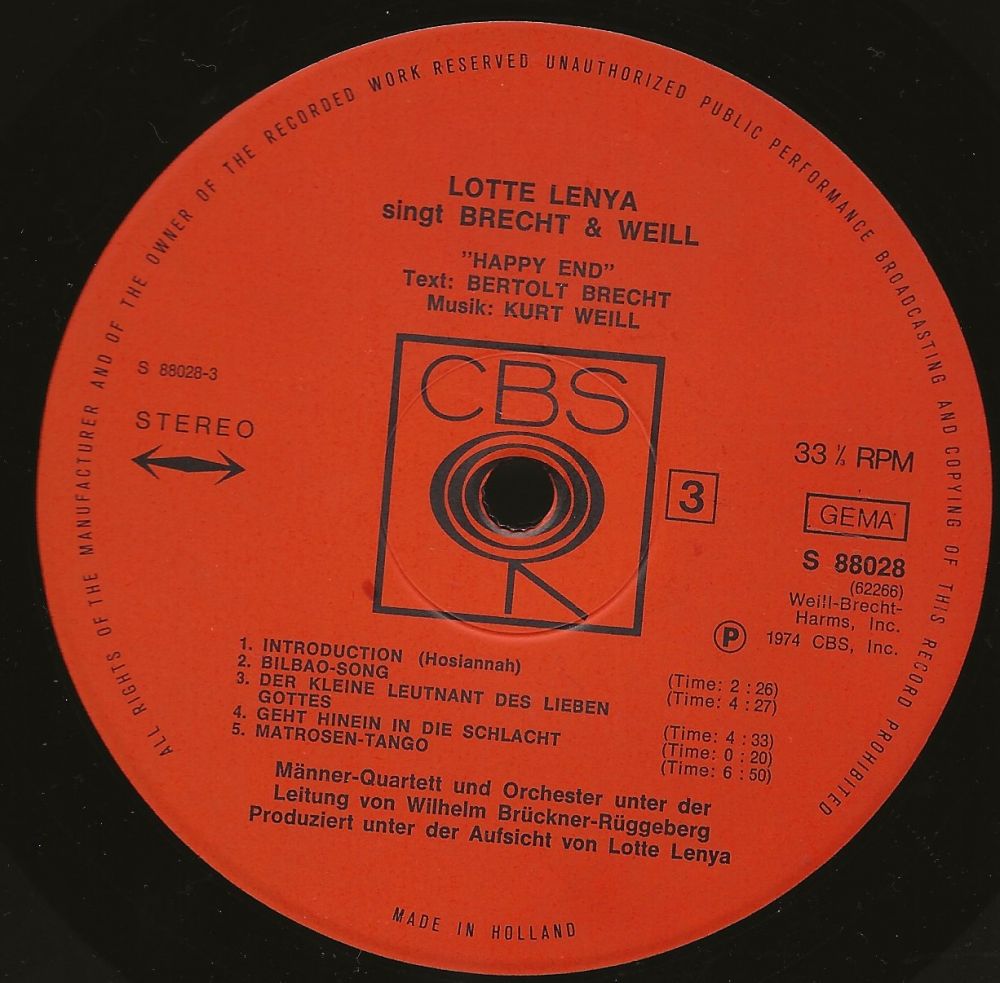 ALL RIGHTS OF THE MANUFACTURER AND OF THE OWNER OF THE RECORDED WORK RESERVED UNAUTHORIZED PUBLIC PERFORMANCE BROADCASTING AND COPYING OF THIS RECORD PROHIBITED
LOTTE LENYA
singt BRECHT & WEILL
"HAPPY END"
Text: BERTOLT BRECHT
Musik: KURT WEILL
CBS
S 88028-3
STEREO
33 ⅓ RPM
3
GEMA
S 88028
(62266)
Weill-Brecht-
Harms, Inc.
Ⓟ 1974 CBS, Inc.
1. INTRODUCTION (Hosiannah) (Time: 2 : 26)
2. BILBAO-SONG (Time: 4 : 27)
3. DER KLEINE LEUTNANT DES LIEBEN
GOTTES (Time: 4 : 33)
4. GEHT HINEIN IN DIE SCHLACHT (Time: 0 : 20)
5. MATROSEN-TANGO (Time: 6 : 50)
Männer-Quartett und Orchester unter der
Leitung von Wilhelm Brückner-Rüggeberg
Produziert unter der Aufsicht von Lotte Lenya
MADE IN HOLLAND